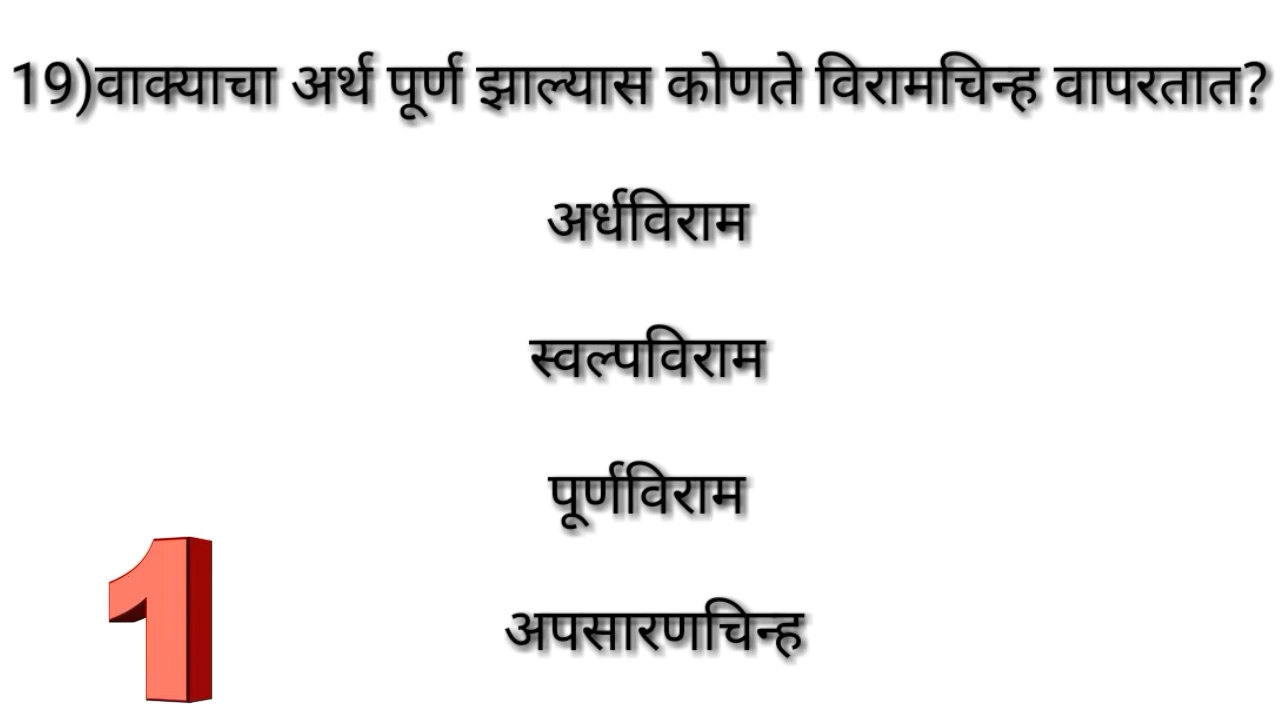 19)वाक्याचा अर्थ पूर्ण झाल्यास कोणते विरामचिन्ह वापरतात?
अर्धविराम
स्वल्पविराम
पूर्णविराम
अपसारणचिन्ह
1